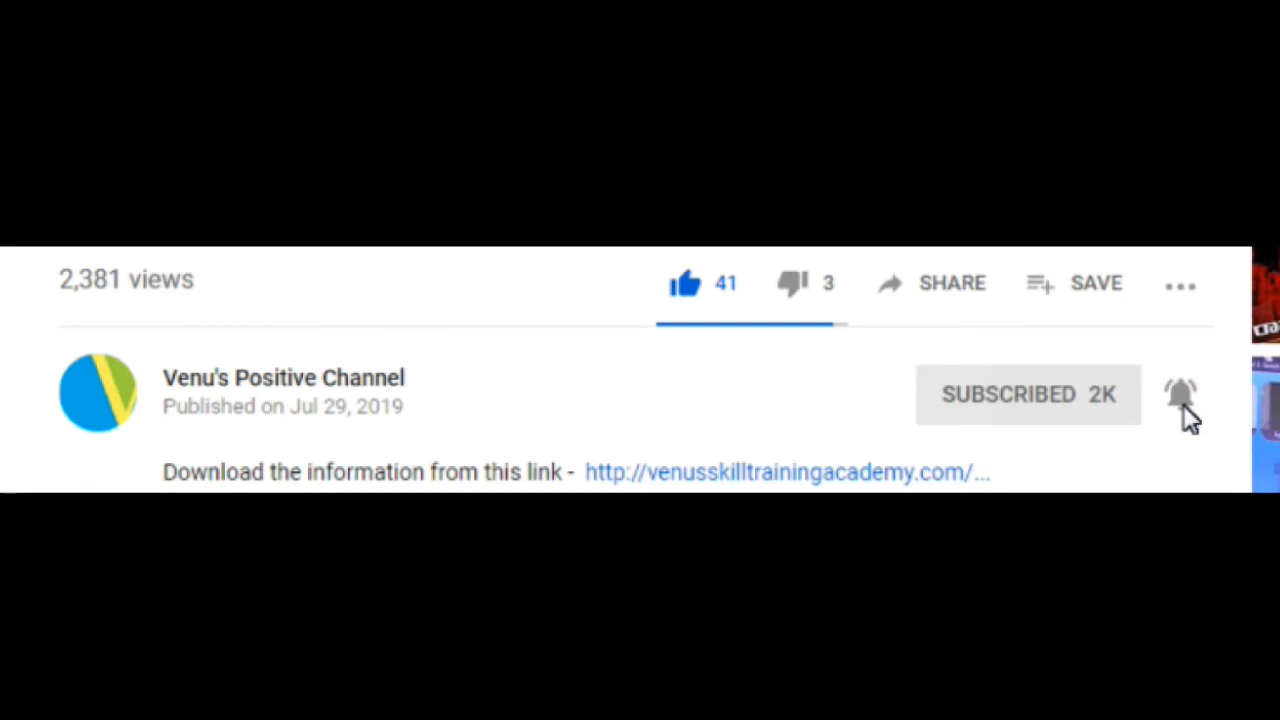 2,381 views
41
3
SHARE
SAVE
Venu's Positive Channel
Published on Jul 29, 2019
SUBSCRIBED 2K
Download the information from this link - http://venusskilltrainingacademy.com/...